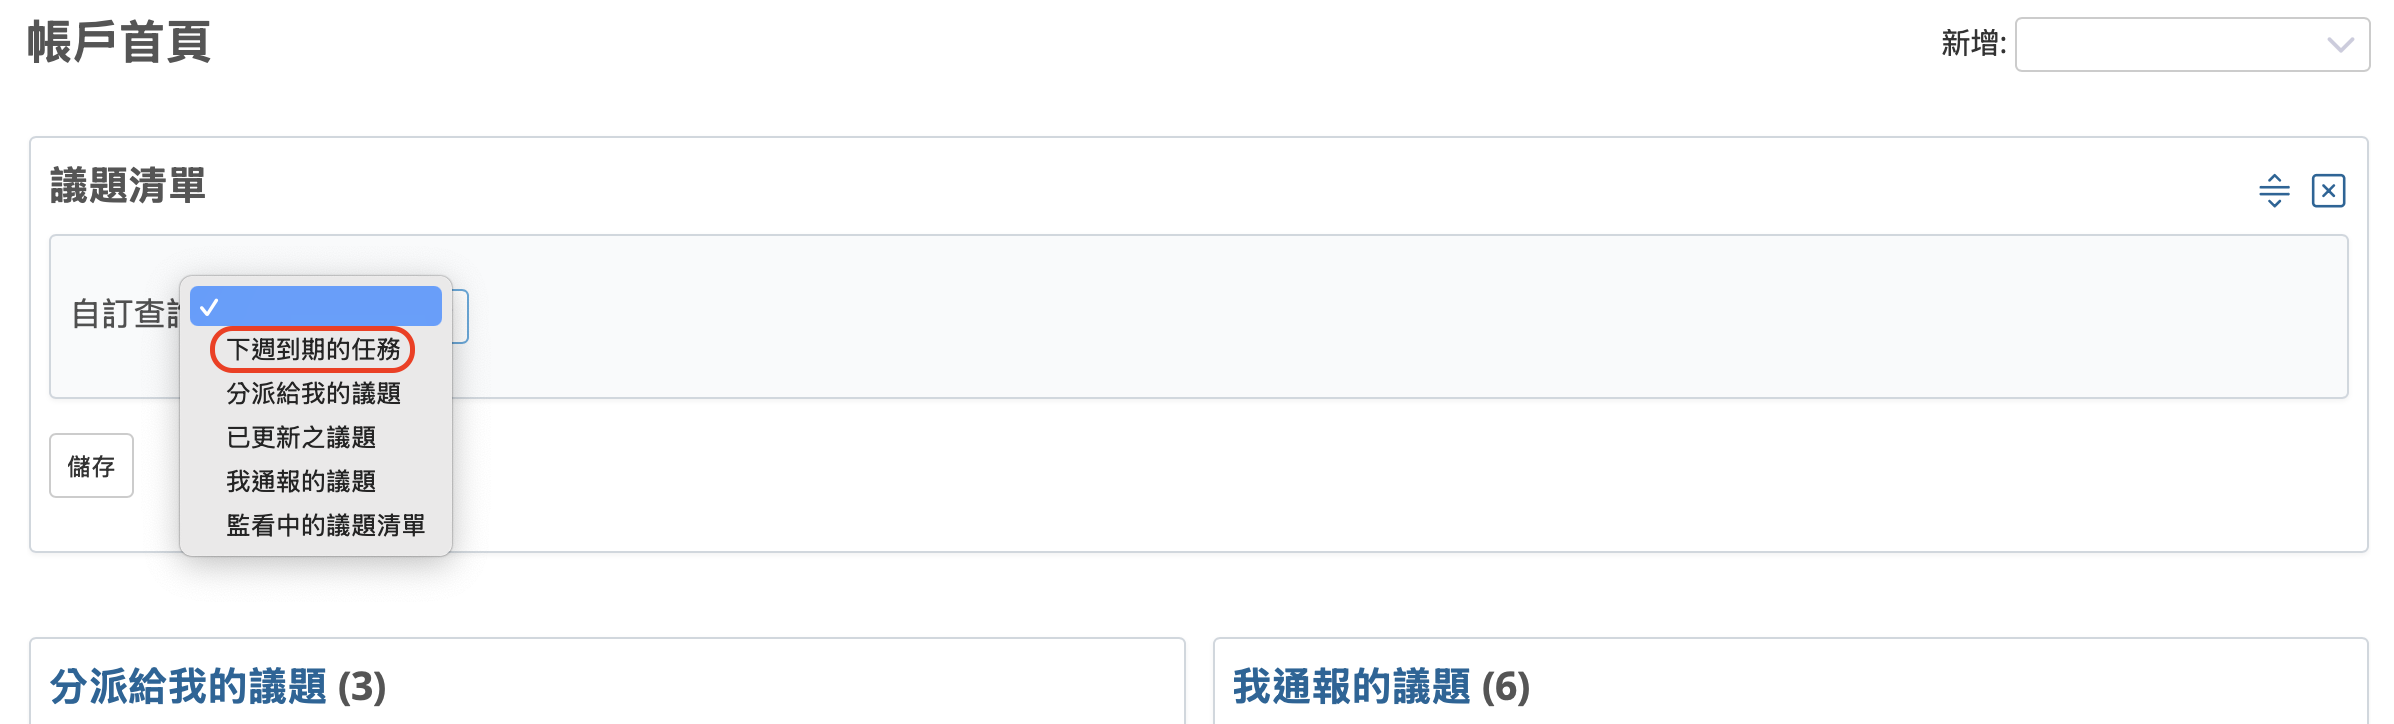 帳戶首頁
新增:
議題清單
自訂查
下週到期的任務
分派給我的議題
已更新之議題
我通報的議題
監看中的議題清單
儲存
分派給我的議題 (3)
我通報的議題 (6)